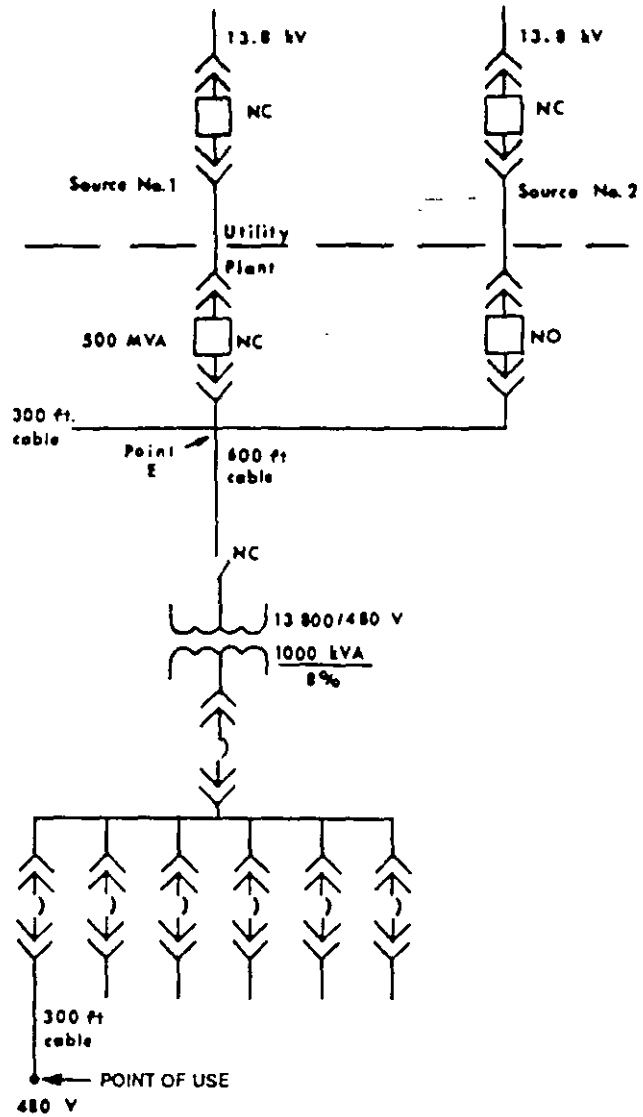 13.8 kV
13.8 kV
NC
NC
Source No.1
Source No. 2
Utility
Plant
500 MVA
NC
NO
300 ft.
cable
Point
E
600 ft
cable
NC
13 800/480 V
1000 kVA
8%
300 ft
cable
POINT OF USE
480 V